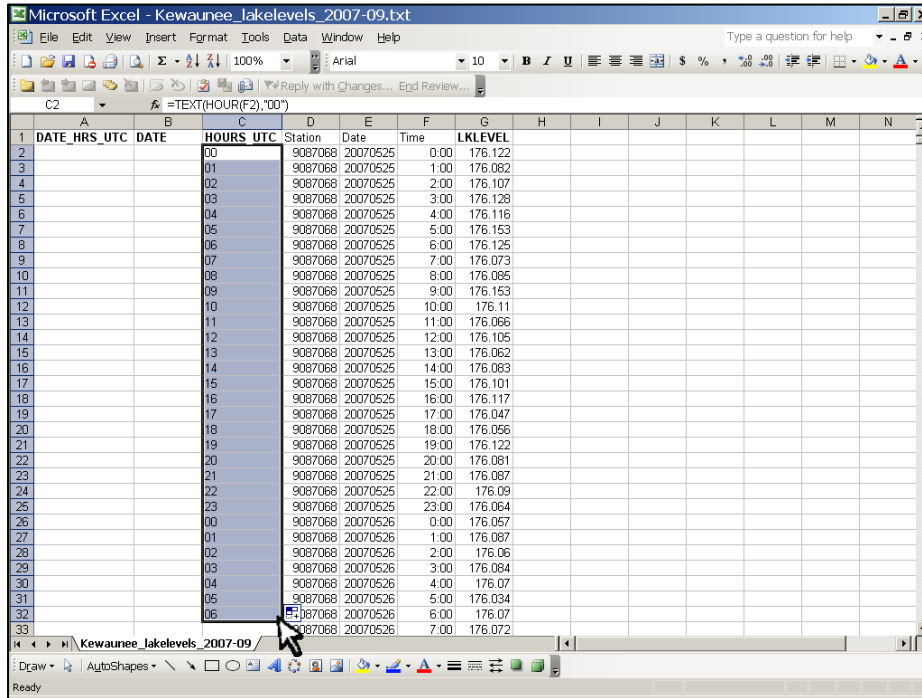 Microsoft Excel - Kewaunee_lakelevels_2007-09.txt
File Edit View Insert Format Tools Data Window Help Type a question for help
100% Arial 10 B I U $ % ,
Reply with Changes... End Review...
C2 fx =TEXT(HOUR(F2),"00")
A B C D E F G H I J K L M N
1 DATE_HRS_UTC DATE HOURS_UTC Station Date Time LKLEVEL
2 00 9087068 20070525 0:00 176.122
3 01 9087068 20070525 1:00 176.082
4 02 9087068 20070525 2:00 176.107
5 03 9087068 20070525 3:00 176.128
6 04 9087068 20070525 4:00 176.116
7 05 9087068 20070525 5:00 176.153
8 06 9087068 20070525 6:00 176.125
9 07 9087068 20070525 7:00 176.073
10 08 9087068 20070525 8:00 176.085
11 09 9087068 20070525 9:00 176.153
12 10 9087068 20070525 10:00 176.11
13 11 9087068 20070525 11:00 176.066
14 12 9087068 20070525 12:00 176.105
15 13 9087068 20070525 13:00 176.062
16 14 9087068 20070525 14:00 176.083
17 15 9087068 20070525 15:00 176.101
18 16 9087068 20070525 16:00 176.117
19 17 9087068 20070525 17:00 176.047
20 18 9087068 20070525 18:00 176.056
21 19 9087068 20070525 19:00 176.122
22 20 9087068 20070525 20:00 176.081
23 21 9087068 20070525 21:00 176.087
24 22 9087068 20070525 22:00 176.09
25 23 9087068 20070525 23:00 176.064
26 00 9087068 20070526 0:00 176.057
27 01 9087068 20070526 1:00 176.087
28 02 9087068 20070526 2:00 176.06
29 03 9087068 20070526 3:00 176.084
30 04 9087068 20070526 4:00 176.07
31 05 9087068 20070526 5:00 176.034
32 06 9087068 20070526 6:00 176.07
33 9087068 20070526 7:00 176.072
Kewaunee_lakelevels_2007-09
Draw AutoShapes
Ready